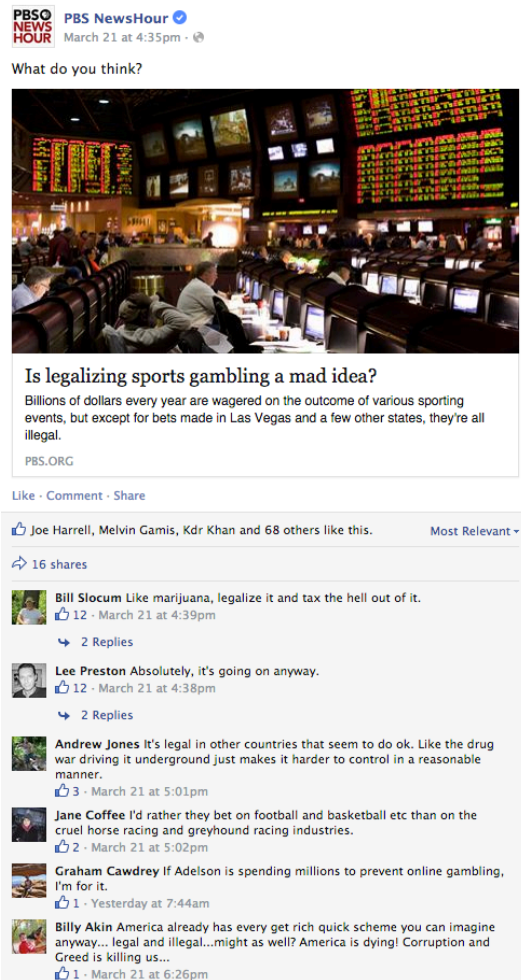 PBS
NEWS
HOUR
PBS NewsHour
March 21 at 4:35pm ·
What do you think?
Is legalizing sports gambling a mad idea?
Billions of dollars every year are wagered on the outcome of various sporting
events, but except for bets made in Las Vegas and a few other states, they're all
illegal.
PBS.ORG
Like · Comment · Share
Joe Harrell, Melvin Gamis, Kdr Khan and 68 others like this.
Most Relevant
16 shares
Bill Slocum Like marijuana, legalize it and tax the hell out of it.
12 · March 21 at 4:39pm
2 Replies
Lee Preston Absolutely, it's going on anyway.
12 · March 21 at 4:38pm
2 Replies
Andrew Jones It's legal in other countries that seem to do ok. Like the drug
war driving it underground just makes it harder to control in a reasonable
manner.
3 · March 21 at 5:01pm
Jane Coffee I'd rather they bet on football and basketball etc than on the
cruel horse racing and greyhound racing industries.
2 · March 21 at 5:02pm
Graham Cawdrey If Adelson is spending millions to prevent online gambling,
I'm for it.
1 · Yesterday at 7:44am
Billy Akin America already has every get rich quick scheme you can imagine
anyway... legal and illegal...might as well? America is dying! Corruption and
Greed is killing us...
1 · March 21 at 6:26pm